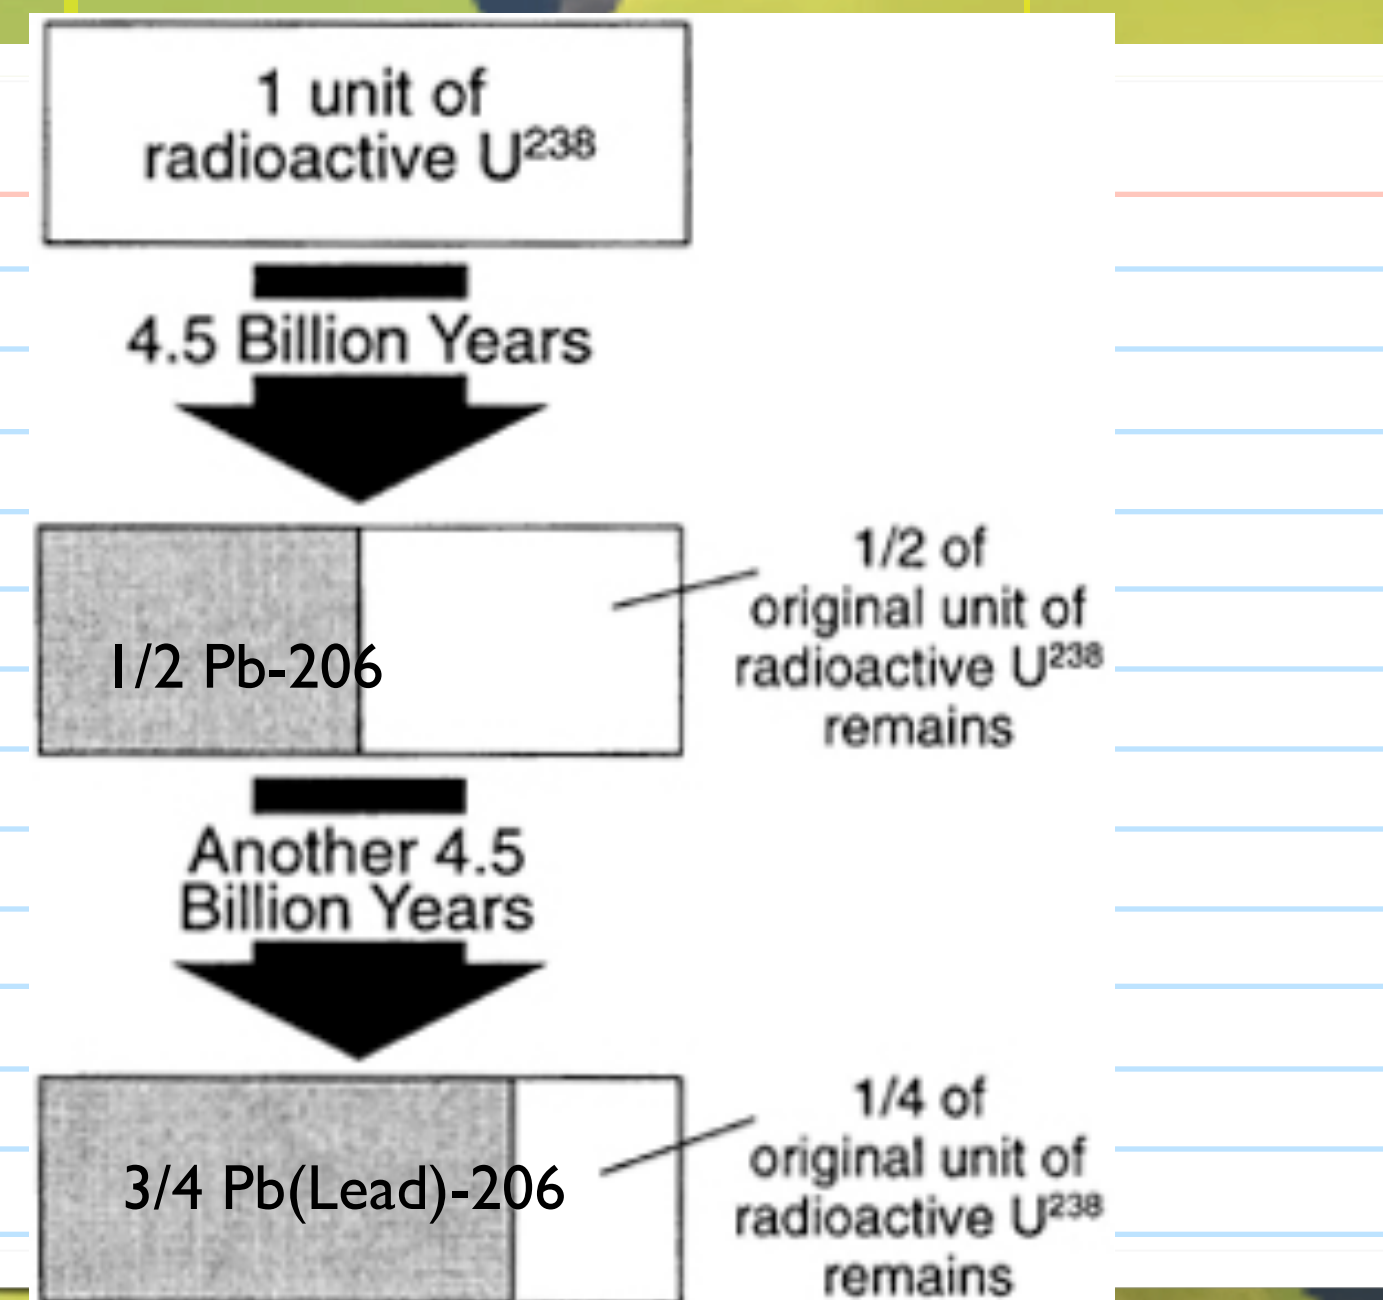 1 unit of
radioactive U²³⁸
4.5 Billion Years
1/2 Pb-206
1/2 of
original unit of
radioactive U²³⁸
remains
Another 4.5
Billion Years
3/4 Pb(Lead)-206
1/4 of
original unit of
radioactive U²³⁸
remains